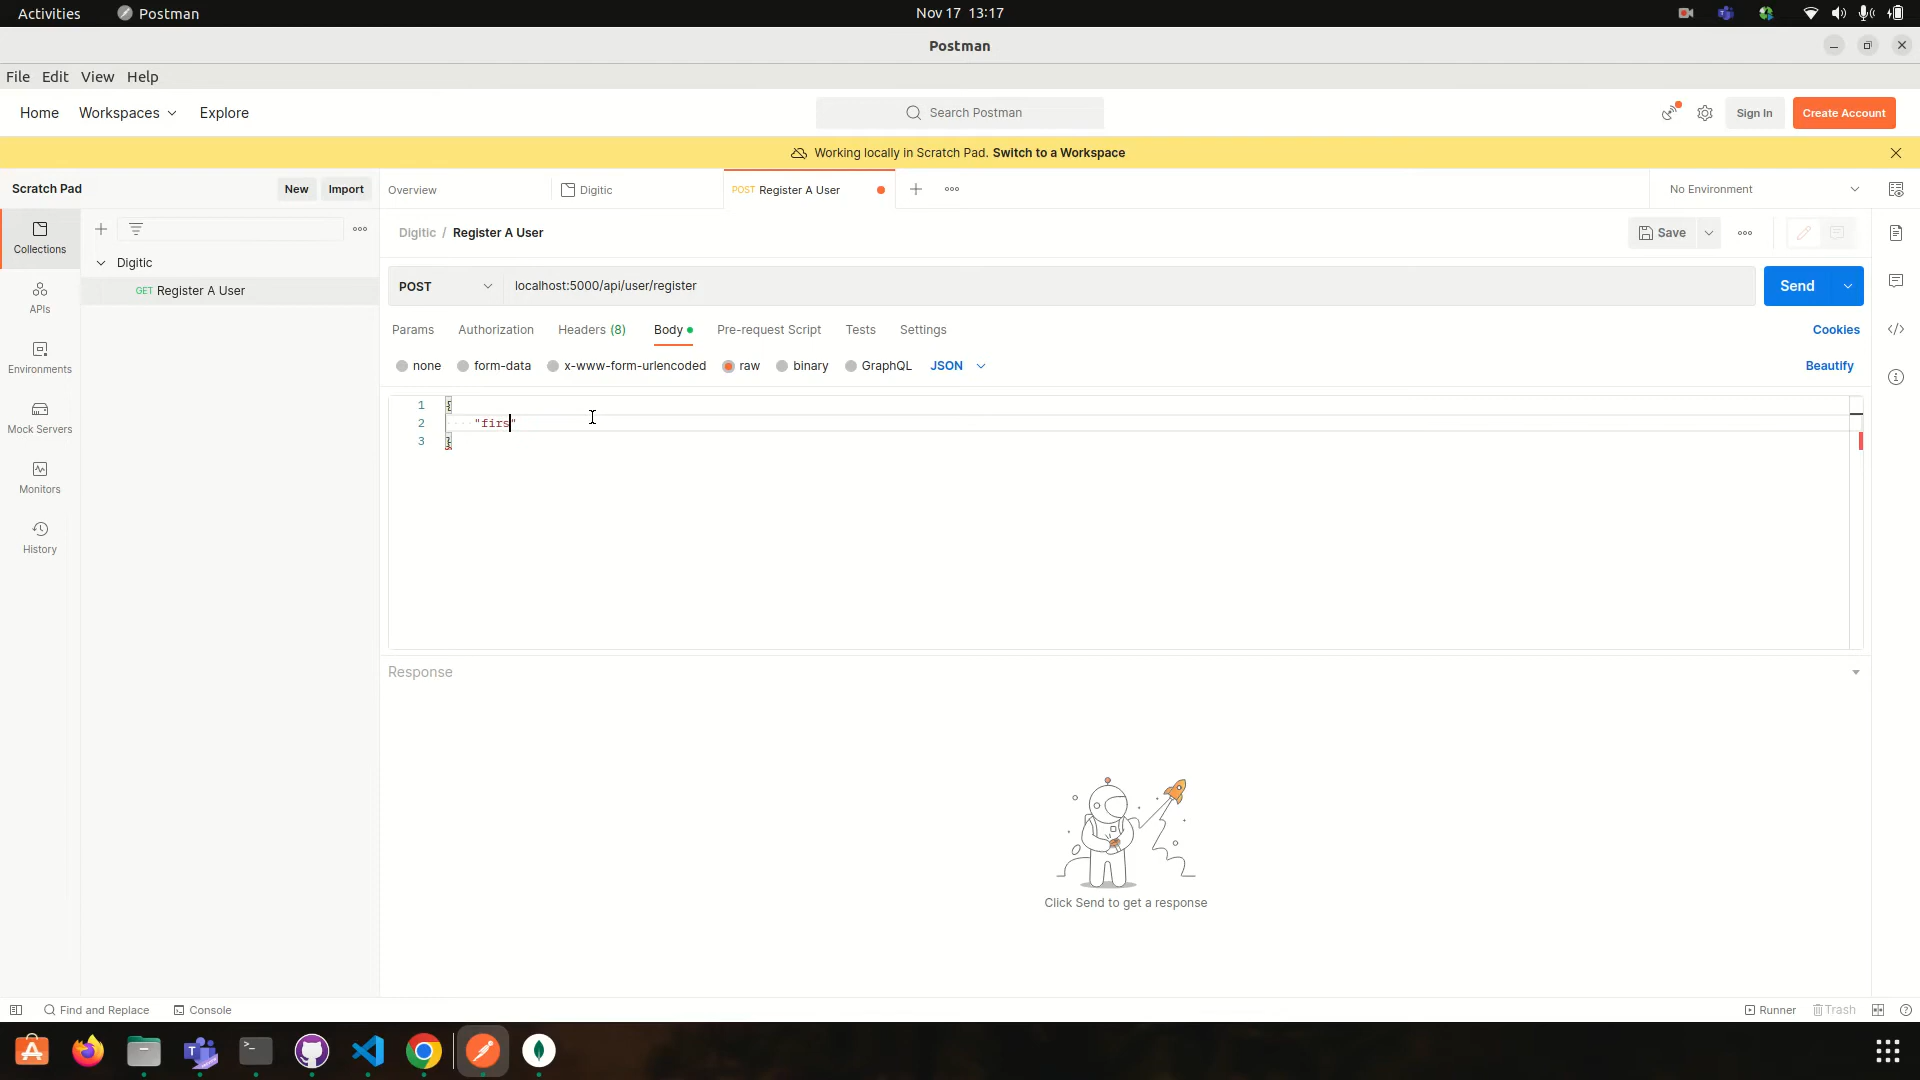 Activities Postman Nov 17 13:17
Postman
File Edit View Help
Home Workspaces Explore Search Postman Sign In Create Account
Working locally in Scratch Pad. Switch to a Workspace
Scratch Pad New Import Overview Digitic POST Register A User No Environment
Collections
Digitic / Register A User Save
Digitic
GET Register A User
POST localhost:5000/api/user/register Send
APIs
Params Authorization Headers (8) Body Pre-request Script Tests Settings Cookies
Environments
none form-data x-www-form-urlencoded raw binary GraphQL JSON Beautify
1 {
2 "firs"
3 }
Mock Servers
Monitors
History
Response
Click Send to get a response
Find and Replace Console Runner Trash